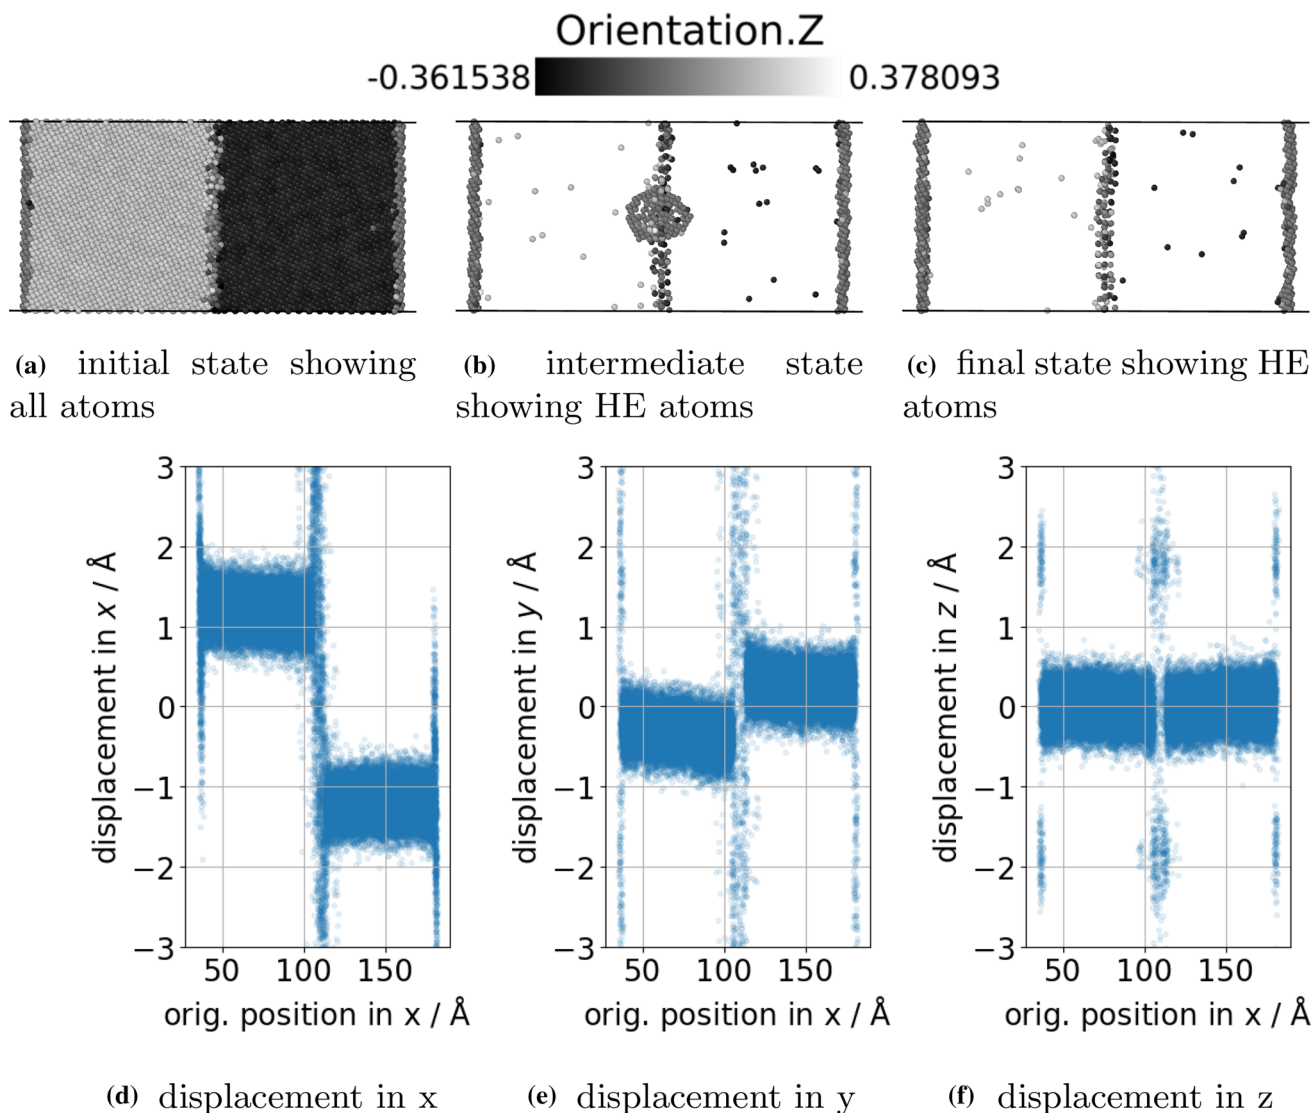 Orientation.Z
-0.361538 0.378093
(a) initial state showing all atoms
(b) intermediate state showing HE atoms
(c) final state showing HE atoms
displacement in x / Å
3
2
1
0
−1
−2
−3
50 100 150
orig. position in x / Å
displacement in y / Å
3
2
1
0
−1
−2
−3
50 100 150
orig. position in x / Å
displacement in z / Å
3
2
1
0
−1
−2
−3
50 100 150
orig. position in x / Å
(d) displacement in x
(e) displacement in y
(f) displacement in z